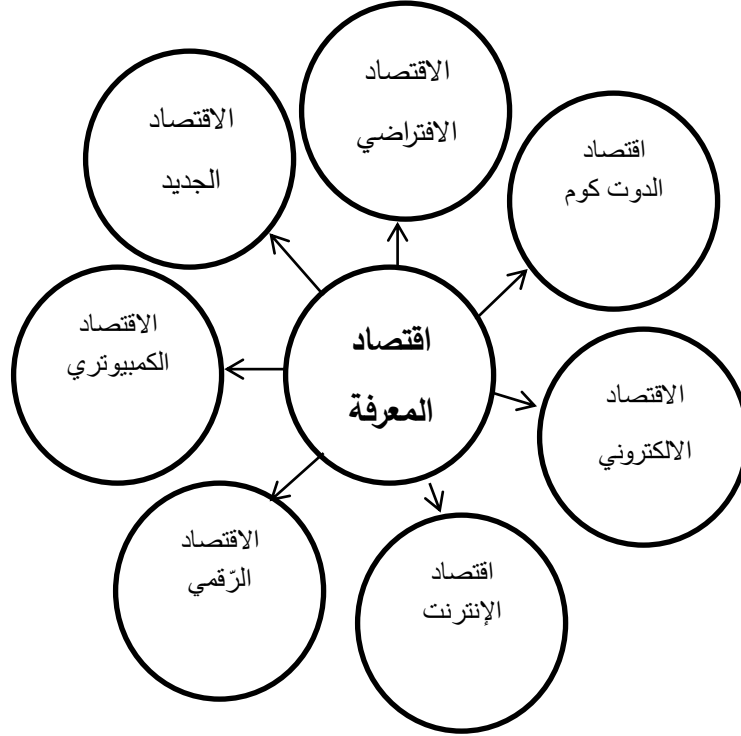 الاقتصاد
الافتراضي
اقتصاد
الدوت كوم
الاقتصاد
الجديد
اقتصاد
المعرفة
الاقتصاد
الكمبيوتري
الاقتصاد
الالكتروني
الاقتصاد
الرّقمي
اقتصاد
الإنترنت